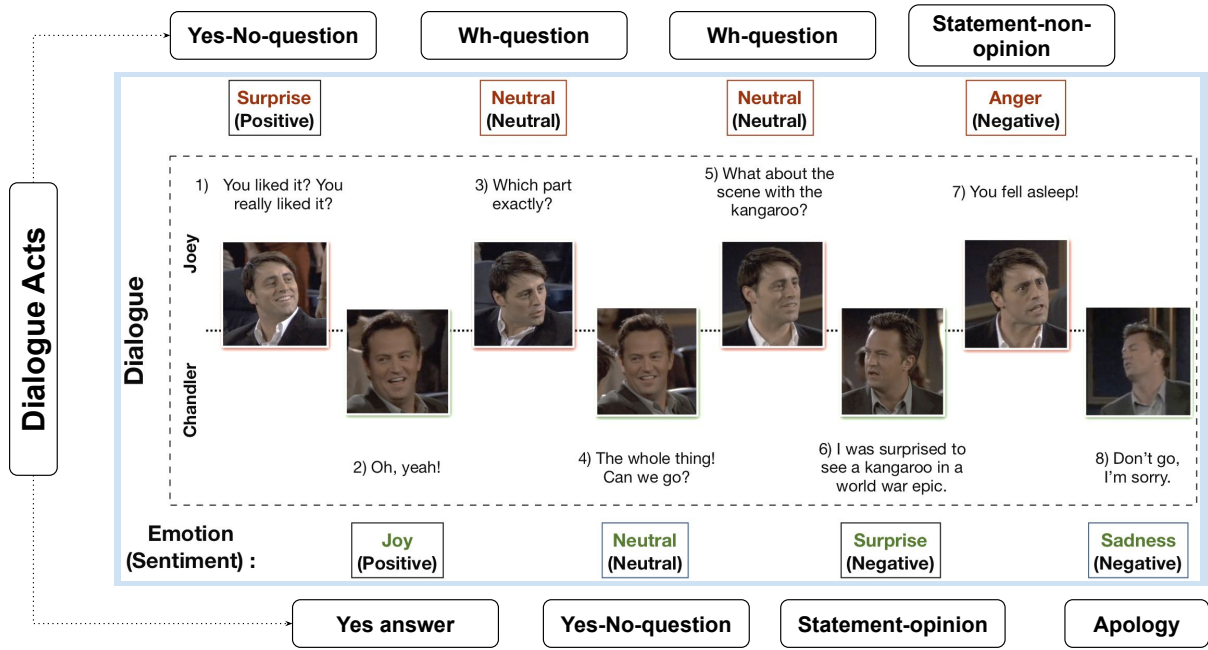 Yes-No-question
Wh-question
Wh-question
Statement-non-
opinion
Surprise
(Positive)
Neutral
(Neutral)
Neutral
(Neutral)
Anger
(Negative)
1) You liked it? You
really liked it?
3) Which part
exactly?
5) What about the
scene with the
kangaroo?
7) You fell asleep!
Dialogue Acts
Dialogue
Joey
Chandler
2) Oh, yeah!
4) The whole thing!
Can we go?
6) I was surprised to
see a kangaroo in a
world war epic.
8) Don't go,
I'm sorry.
Emotion
(Sentiment) :
Joy
(Positive)
Neutral
(Neutral)
Surprise
(Negative)
Sadness
(Negative)
Yes answer
Yes-No-question
Statement-opinion
Apology